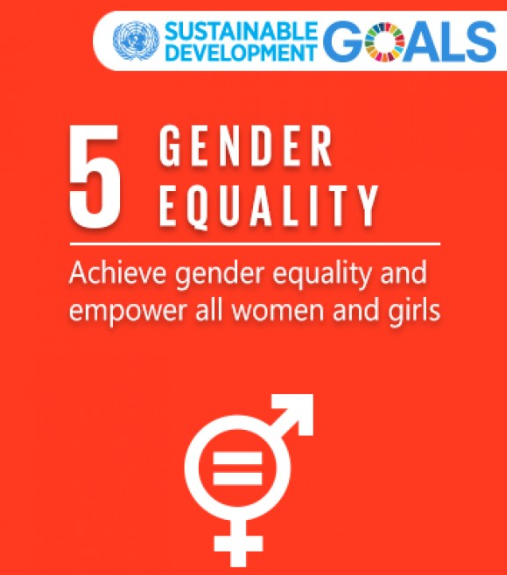 SUSTAINABLE
DEVELOPMENT GOALS
5 GENDER
EQUALITY
Achieve gender equality and
empower all women and girls